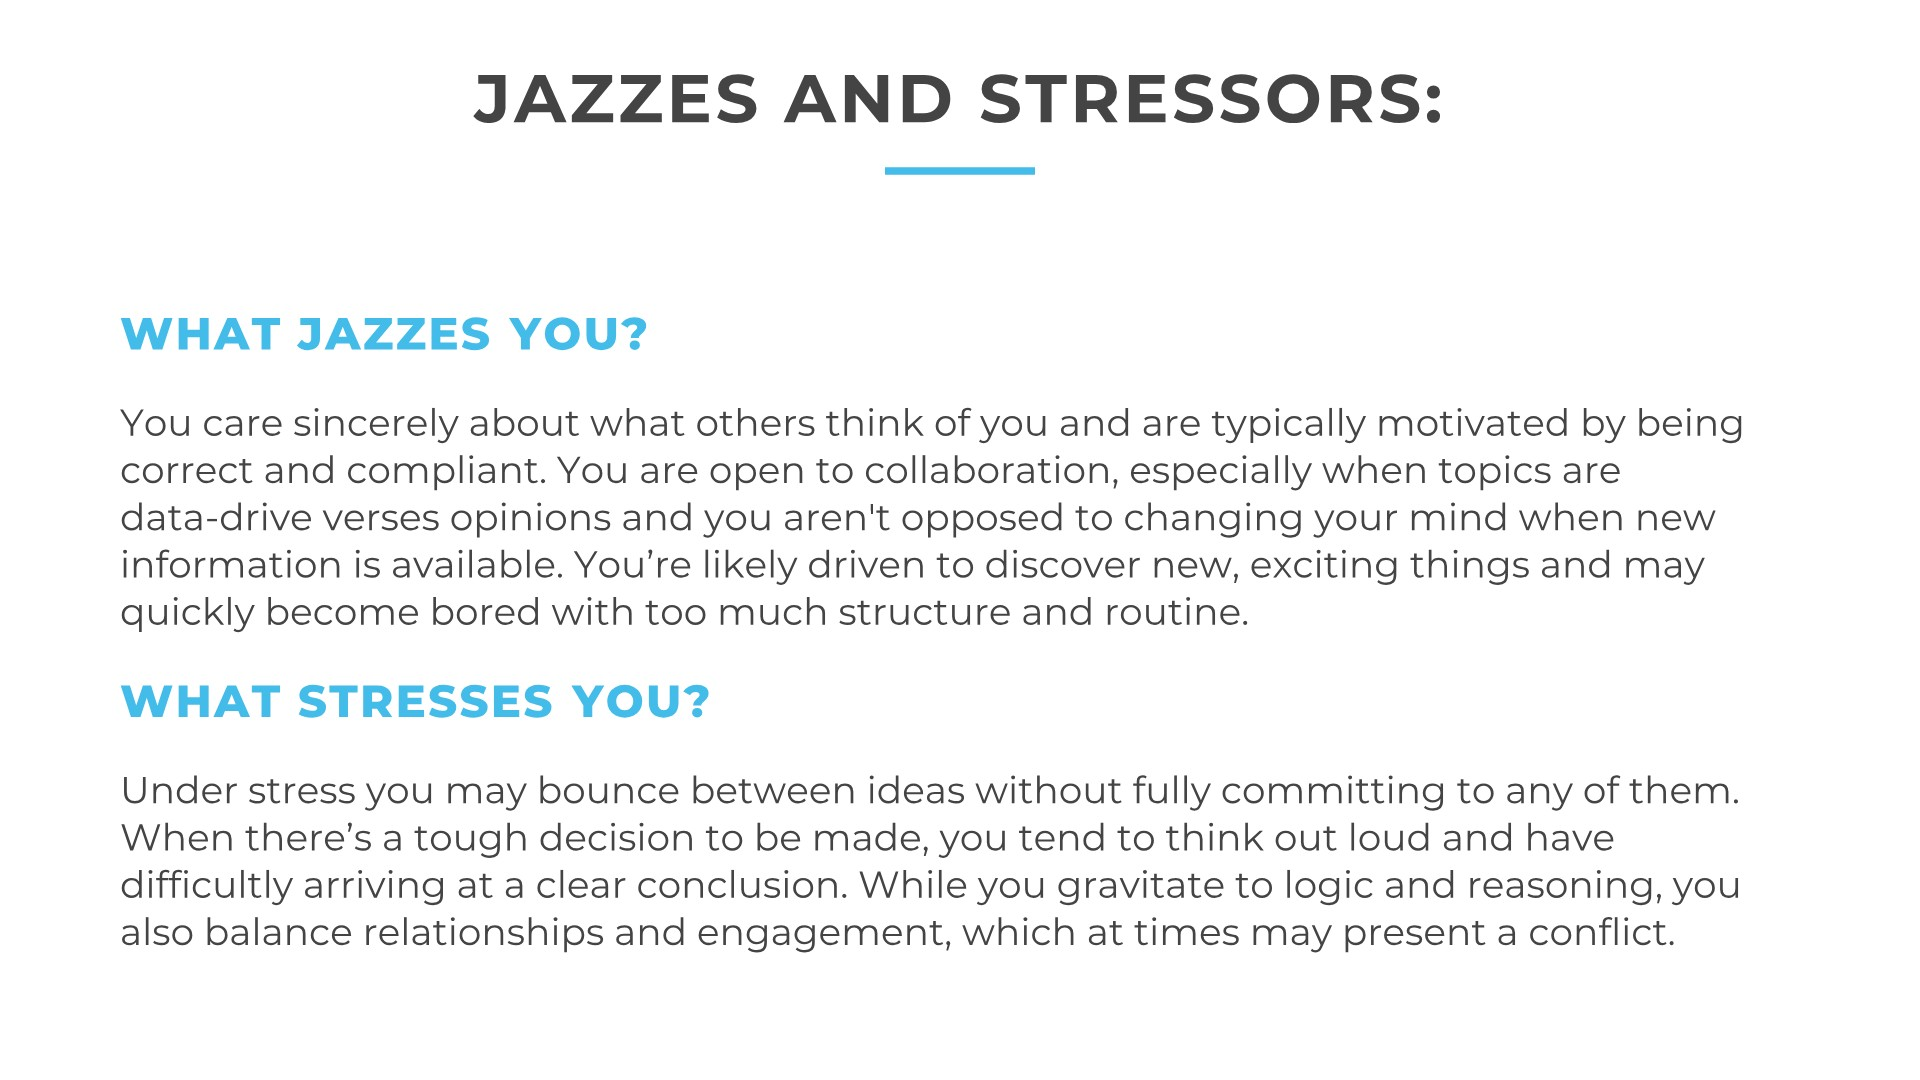 JAZZES AND STRESSORS:
WHAT JAZZES YOU?
You care sincerely about what others think of you and are typically motivated by being
correct and compliant. You are open to collaboration, especially when topics are
data-drive verses opinions and you aren't opposed to changing your mind when new
information is available. You’re likely driven to discover new, exciting things and may
quickly become bored with too much structure and routine.
WHAT STRESSES YOU?
Under stress you may bounce between ideas without fully committing to any of them.
When there’s a tough decision to be made, you tend to think out loud and have
difficultly arriving at a clear conclusion. While you gravitate to logic and reasoning, you
also balance relationships and engagement, which at times may present a conflict.